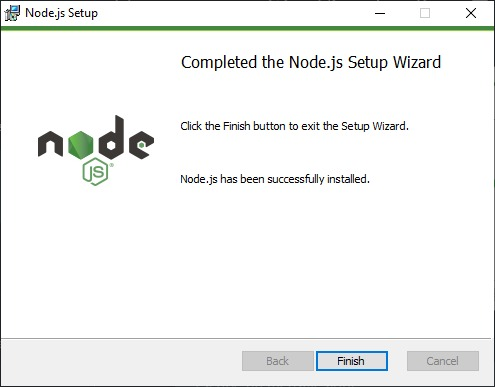 Node.js Setup
Completed the Node.js Setup Wizard
Click the Finish button to exit the Setup Wizard.
node
JS
Node.js has been successfully installed.
Back
Finish
Cancel